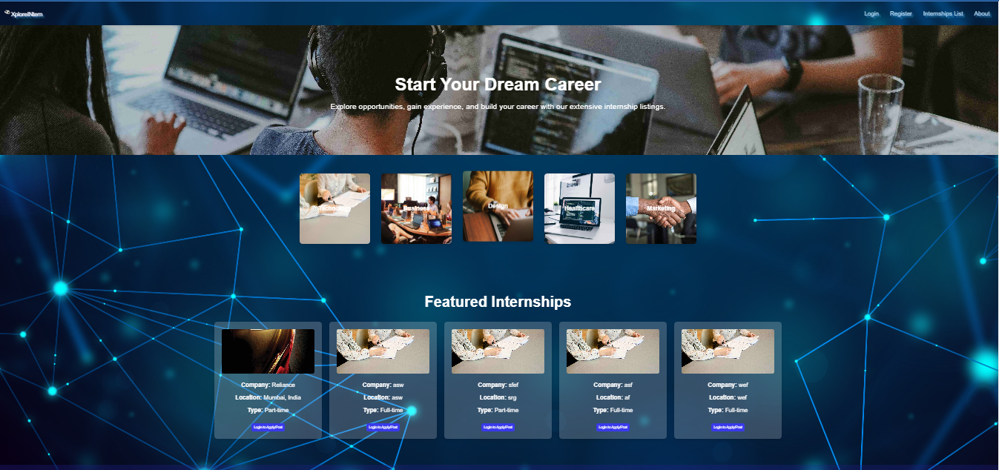 XploreINtern
Login Register Internships List About
Start Your Dream Career
Explore opportunities, gain experience, and build your career with our extensive internship listings.
Technology Business Design Healthcare Marketing
Featured Internships
Company: Reliance
Location: Mumbai, India
Type: Part-time
Login to Apply/Post
Company: asw
Location: asw
Type: Full-time
Login to Apply/Post
Company: sfef
Location: srg
Type: Part-time
Login to Apply/Post
Company: asf
Location: af
Type: Full-time
Login to Apply/Post
Company: wef
Location: wef
Type: Full-time
Login to Apply/Post